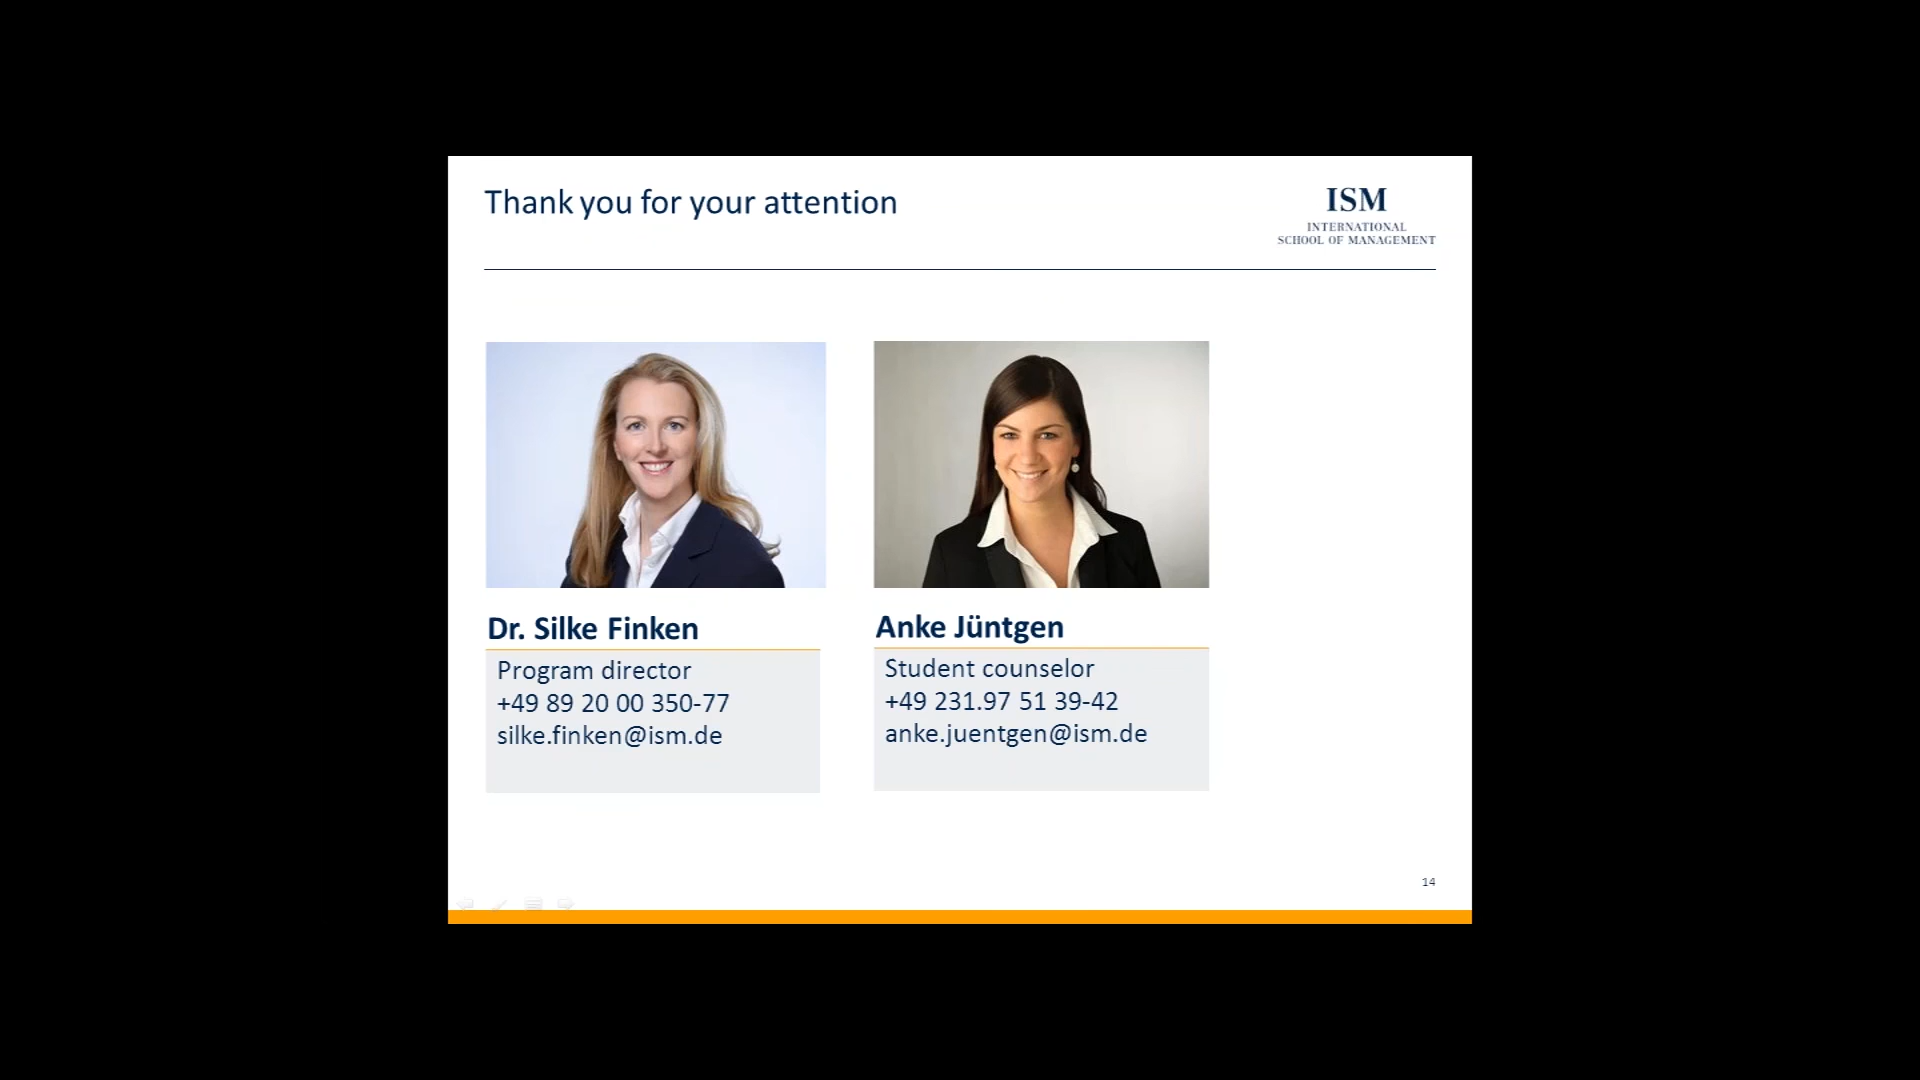 Thank you for your attention
ISM
INTERNATIONAL
SCHOOL OF MANAGEMENT
Dr. Silke Finken
Program director
+49 89 20 00 350-77
silke.finken@ism.de
Anke Jüntgen
Student counselor
+49 231.97 51 39-42
anke.juentgen@ism.de
14